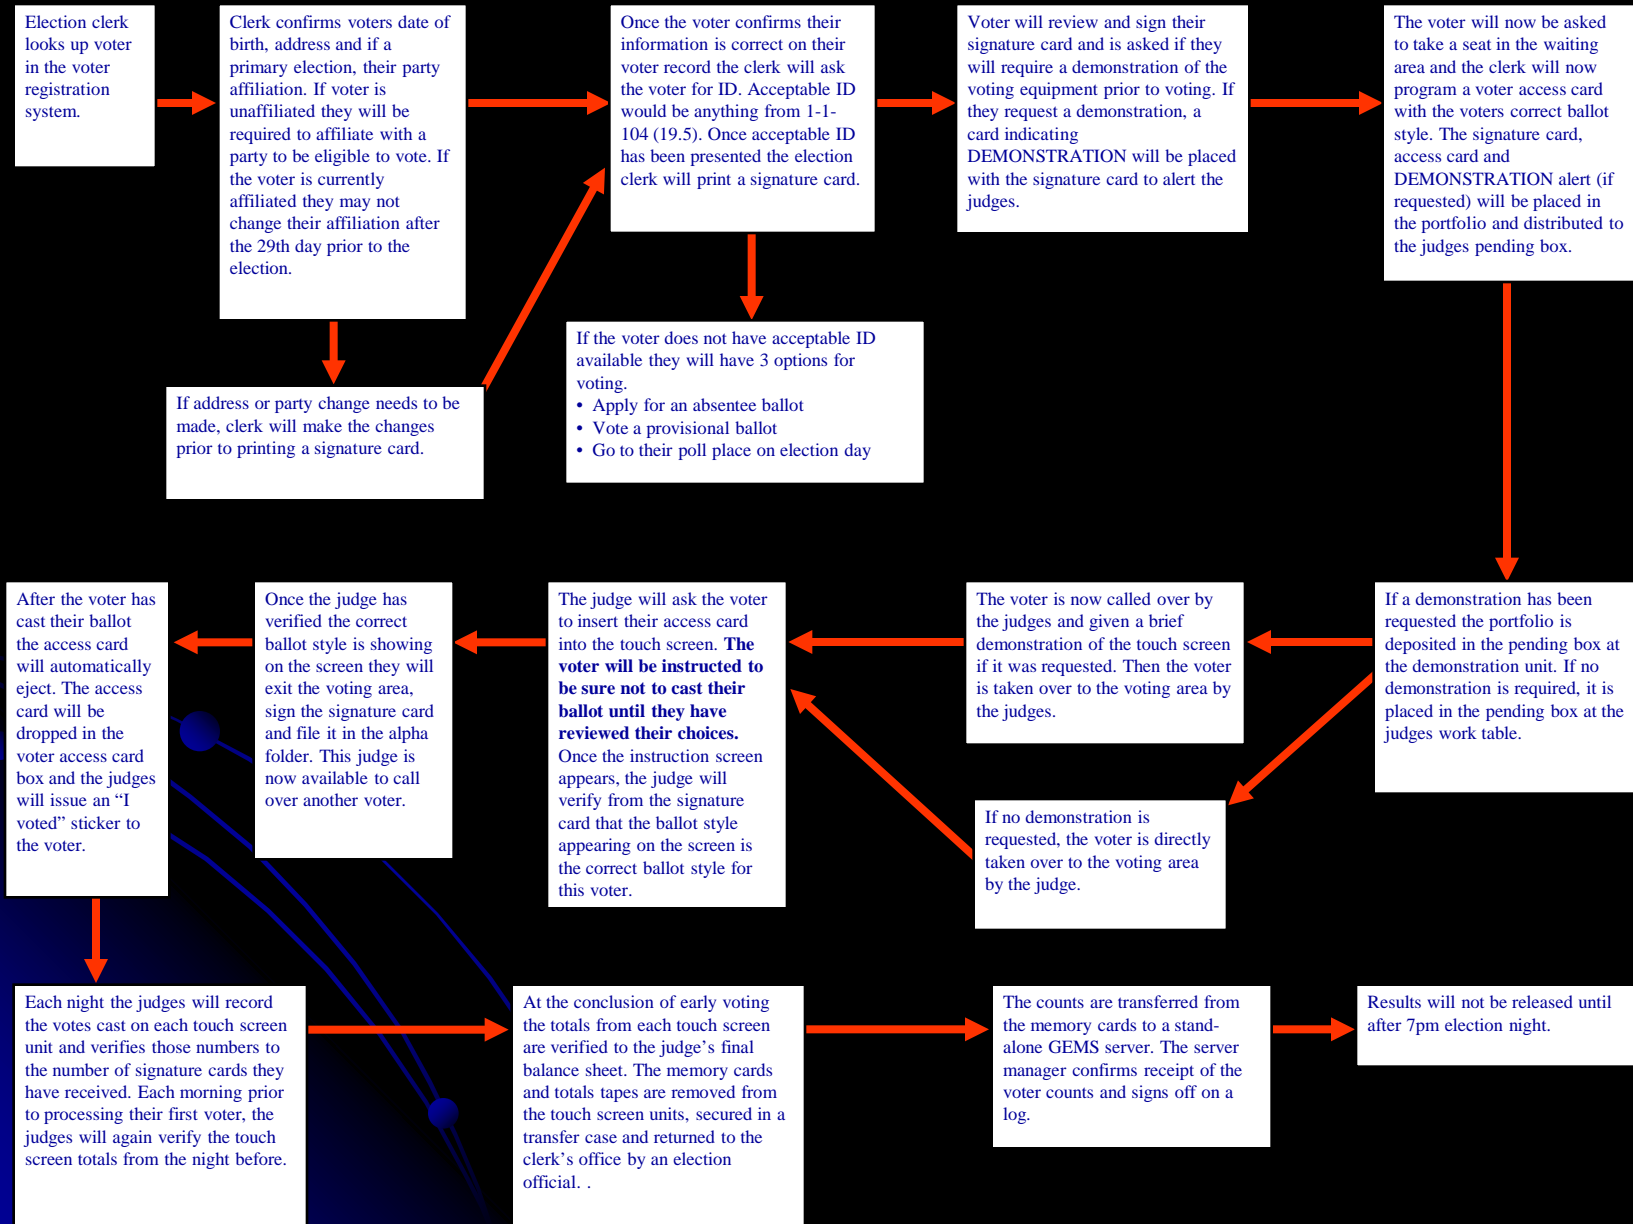 Election clerk
looks up voter
in the voter
registration
system.
Clerk confirms voters date of
birth, address and if a
primary election, their party
affiliation. If voter is
unaffiliated they will be
required to affiliate with a
party to be eligible to vote. If
the voter is currently
affiliated they may not
change their affiliation after
the 29th day prior to the
election.
Once the voter confirms their
information is correct on their
voter record the clerk will ask
the voter for ID. Acceptable ID
would be anything from 1-1-
104 (19.5). Once acceptable ID
has been presented the election
clerk will print a signature card.
Voter will review and sign their
signature card and is asked if they
will require a demonstration of the
voting equipment prior to voting. If
they request a demonstration, a
card indicating
DEMONSTRATION will be placed
with the signature card to alert the
judges.
The voter will now be asked
to take a seat in the waiting
area and the clerk will now
program a voter access card
with the voters correct ballot
style. The signature card,
access card and
DEMONSTRATION alert (if
requested) will be placed in
the portfolio and distributed to
the judges pending box.
If address or party change needs to be
made, clerk will make the changes
prior to printing a signature card.
If the voter does not have acceptable ID
available they will have 3 options for
voting.
• Apply for an absentee ballot
• Vote a provisional ballot
• Go to their poll place on election day
If a demonstration has been
requested the portfolio is
deposited in the pending box at
the demonstration unit. If no
demonstration is required, it is
placed in the pending box at the
judges work table.
The voter is now called over by
the judges and given a brief
demonstration of the touch screen
if it was requested. Then the voter
is taken over to the voting area by
the judges.
If no demonstration is
requested, the voter is directly
taken over to the voting area
by the judge.
The judge will ask the voter
to insert their access card
into the touch screen. The
voter will be instructed to
be sure not to cast their
ballot until they have
reviewed their choices.
Once the instruction screen
appears, the judge will
verify from the signature
card that the ballot style
appearing on the screen is
the correct ballot style for
this voter.
Once the judge has
verified the correct
ballot style is showing
on the screen they will
exit the voting area,
sign the signature card
and file it in the alpha
folder. This judge is
now available to call
over another voter.
After the voter has
cast their ballot
the access card
will automatically
eject. The access
card will be
dropped in the
voter access card
box and the judges
will issue an “I
voted” sticker to
the voter.
Each night the judges will record
the votes cast on each touch screen
unit and verifies those numbers to
the number of signature cards they
have received. Each morning prior
to processing their first voter, the
judges will again verify the touch
screen totals from the night before.
At the conclusion of early voting
the totals from each touch screen
are verified to the judge’s final
balance sheet. The memory cards
and totals tapes are removed from
the touch screen units, secured in a
transfer case and returned to the
clerk’s office by an election
official. .
The counts are transferred from
the memory cards to a stand-
alone GEMS server. The server
manager confirms receipt of the
voter counts and signs off on a
log.
Results will not be released until
after 7pm election night.